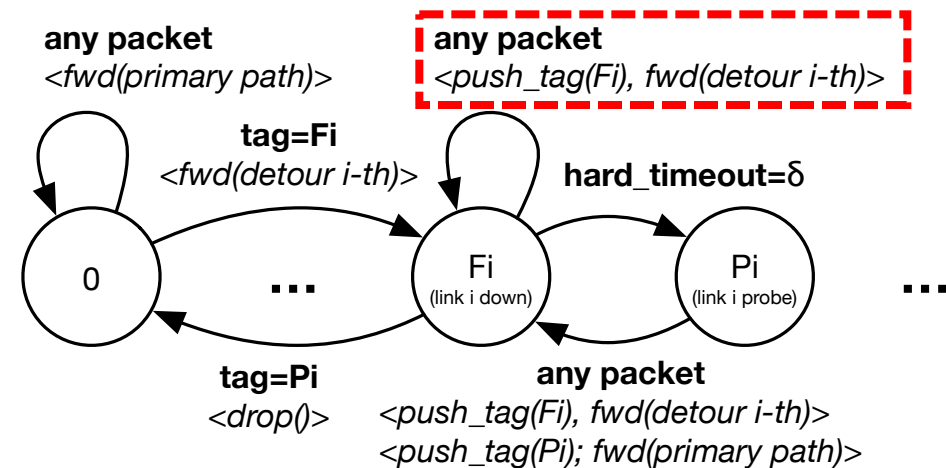 any packet
<fwd(primary path)>
any packet
<push_tag(Fi), fwd(detour i-th)>
tag=Fi
<fwd(detour i-th)>
hard_timeout=δ
0
...
Fi
(link i down)
Pi
(link i probe)
...
tag=Pi
<drop()>
any packet
<push_tag(Fi), fwd(detour i-th)>
<push_tag(Pi); fwd(primary path)>